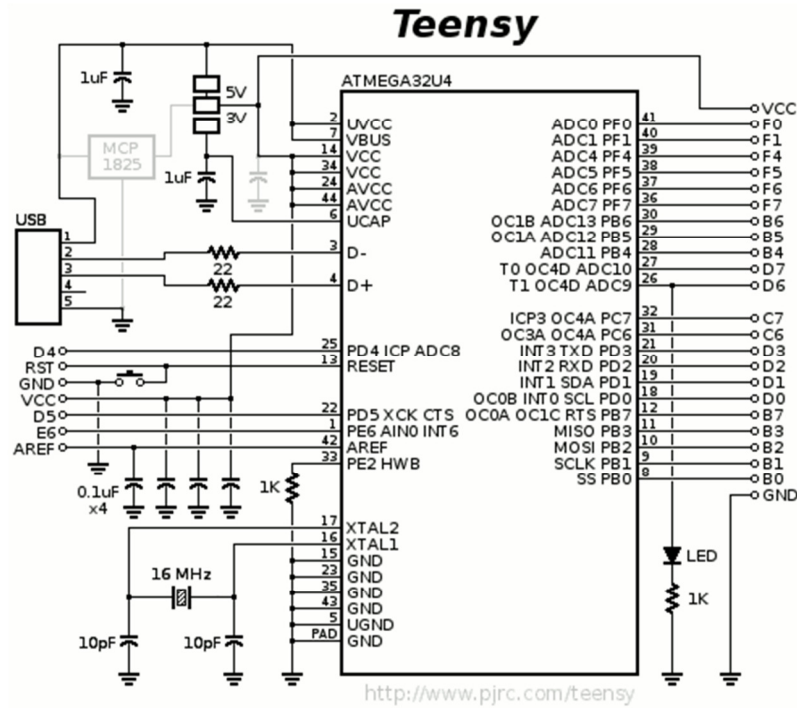 Teensy
ATMEGA32U4
1uF
5V
3V
MCP
1825
1uF
USB
1
2
3
4
5
22
22
D4
RST
GND
VCC
D5
E6
AREF
0.1uF
x4
1K
16 MHz
10pF
10pF
2 UVCC
7 VBUS
14 VCC
34 VCC
24 AVCC
44 AVCC
6 UCAP
3 D-
4 D+
25 PD4 ICP ADC8
13 RESET
22 PD5 XCK CTS
1 PE6 AIN0 INT6
42 AREF
33 PE2 HWB
17 XTAL2
16 XTAL1
15 GND
23 GND
35 GND
43 GND
5 UGND
PAD GND
VCC
ADC0 PF0 41 F0
ADC1 PF1 40 F1
ADC4 PF4 39 F4
ADC5 PF5 38 F5
ADC6 PF6 37 F6
ADC7 PF7 36 F7
OC1B ADC13 PB6 30 B6
OC1A ADC12 PB5 29 B5
ADC11 PB4 28 B4
T0 OC4D ADC10 27 D7
T1 OC4D ADC9 26 D6
ICP3 OC4A PC7 32 C7
OC3A OC4A PC6 31 C6
INT3 TXD PD3 21 D3
INT2 RXD PD2 20 D2
INT1 SDA PD1 19 D1
OC0B INT0 SCL PD0 18 D0
OC0A OC1C RTS PB7 12 B7
MISO PB3 11 B3
MOSI PB2 10 B2
SCLK PB1 9 B1
SS PB0 8 B0
GND
LED
1K
http://www.pjrc.com/teensy